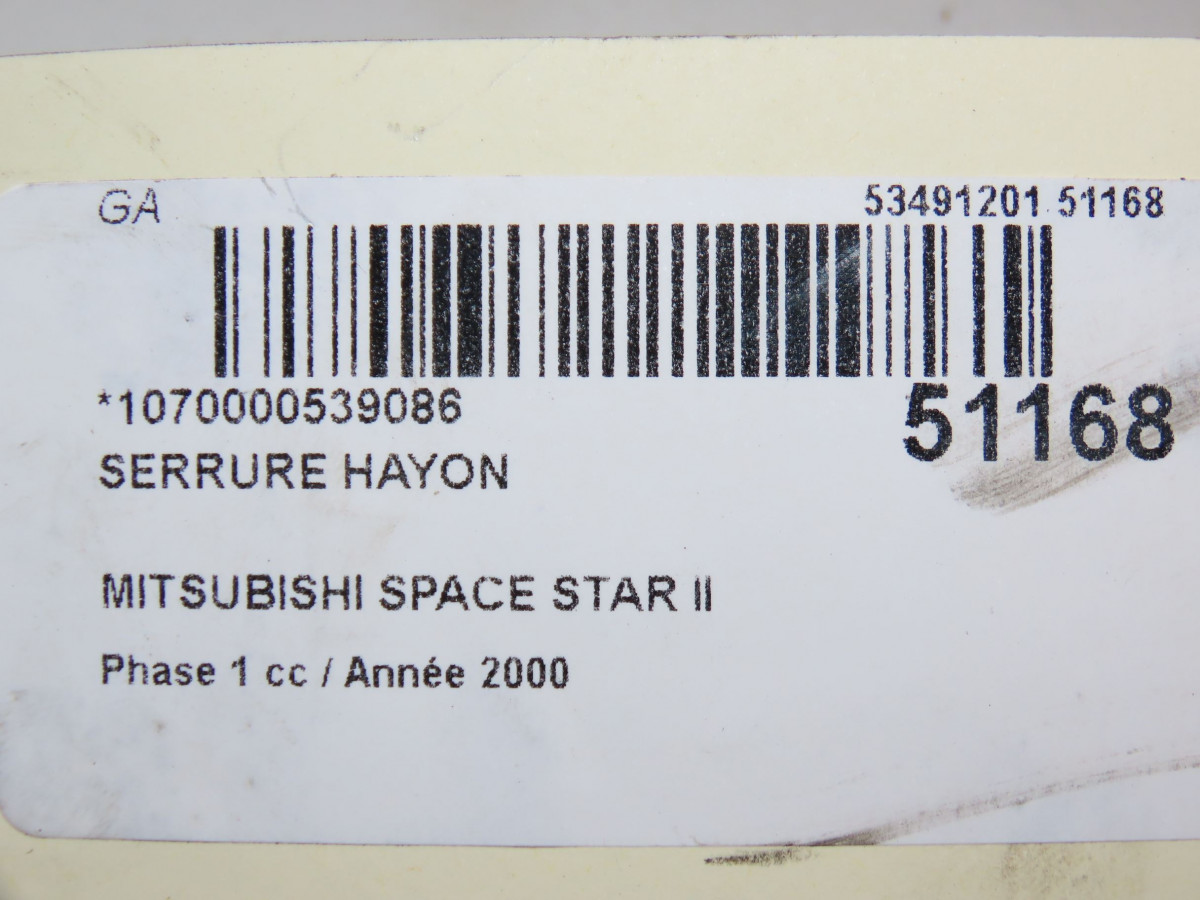 GA
53491201 51168
*1070000539086
51168
SERRURE HAYON
MITSUBISHI SPACE STAR II
Phase 1 cc / Année 2000